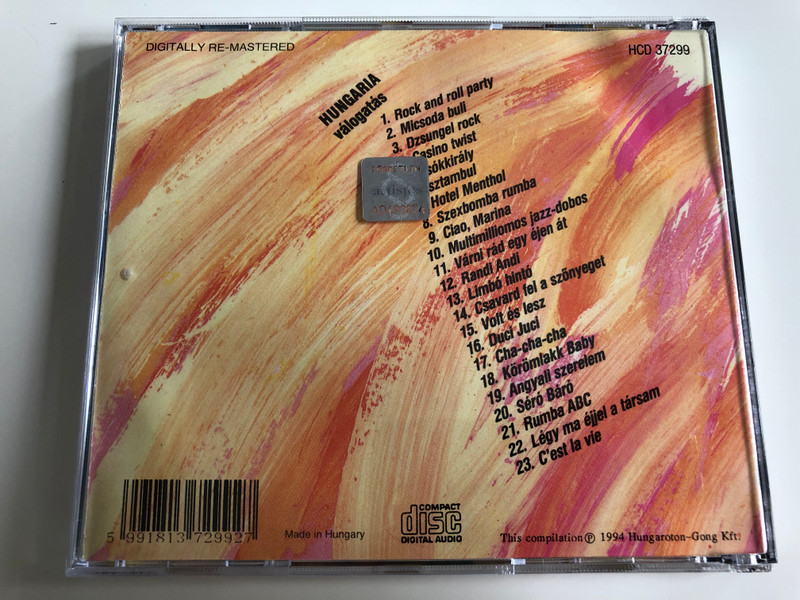 DIGITALLY RE-MASTERED
HCD 37299
HUNGARIA
válogatás
1. Rock and roll party
2. Micsoda buli
3. Dzsungel rock
Casino twist
sókkirály
sztambul
Hotel Menthol
8. Szexbomba rumba
9. Ciao, Marina
10. Multimilliomos jazz-dobos
11. Várni rád egy éjen át
12. Randi Andi
13. Limbó hintó
14. Csavard fel a szőnyeget
15. Volt és lesz
16. Duci Juci
17. Cha-cha-cha
18. Körömlakk Baby
19. Angyali szerelem
20. Séró Báró
21. Rumba ABC
22. Légy ma éjjel a társam
23. C'est la vie
artisjus
5 991813 729927
Made in Hungary
COMPACT
disc
DIGITAL AUDIO
This compilation Ⓟ 1994 Hungaroton-Gong Kft.